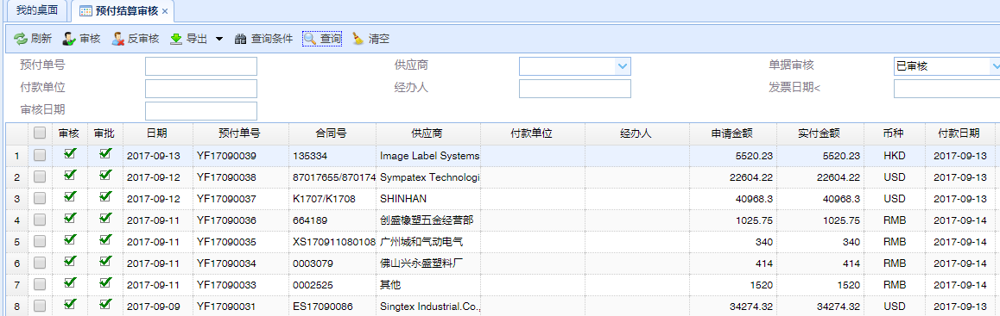 我的桌面 预付结算审核 ×
刷新 审核 反审核 导出 查询条件 查询 清空
预付单号 供应商 单据审核 已审核
付款单位 经办人 发票日期<
审核日期
审核 审批 日期 预付单号 合同号 供应商 付款单位 经办人 申请金额 实付金额 币种 付款日期
1 2017-09-13 YF17090039 135334 Image Label Systems 5520.23 5520.23 HKD 2017-09-13
2 2017-09-12 YF17090038 87017655/870174 Sympatex Technologi 22604.22 22604.22 USD 2017-09-13
3 2017-09-12 YF17090037 K1707/K1708 SHINHAN 40968.3 40968.3 USD 2017-09-13
4 2017-09-11 YF17090036 664189 创盛橡塑五金经营部 1025.75 1025.75 RMB 2017-09-14
5 2017-09-11 YF17090035 XS170911080108 广州城和气动电气 340 340 RMB 2017-09-14
6 2017-09-11 YF17090034 0003079 佛山兴永盛塑料厂 414 414 RMB 2017-09-14
7 2017-09-11 YF17090033 0002525 其他 1520 1520 RMB 2017-09-14
8 2017-09-09 YF17090031 ES17090086 Singtex Industrial.Co., 34274.32 34274.32 USD 2017-09-13